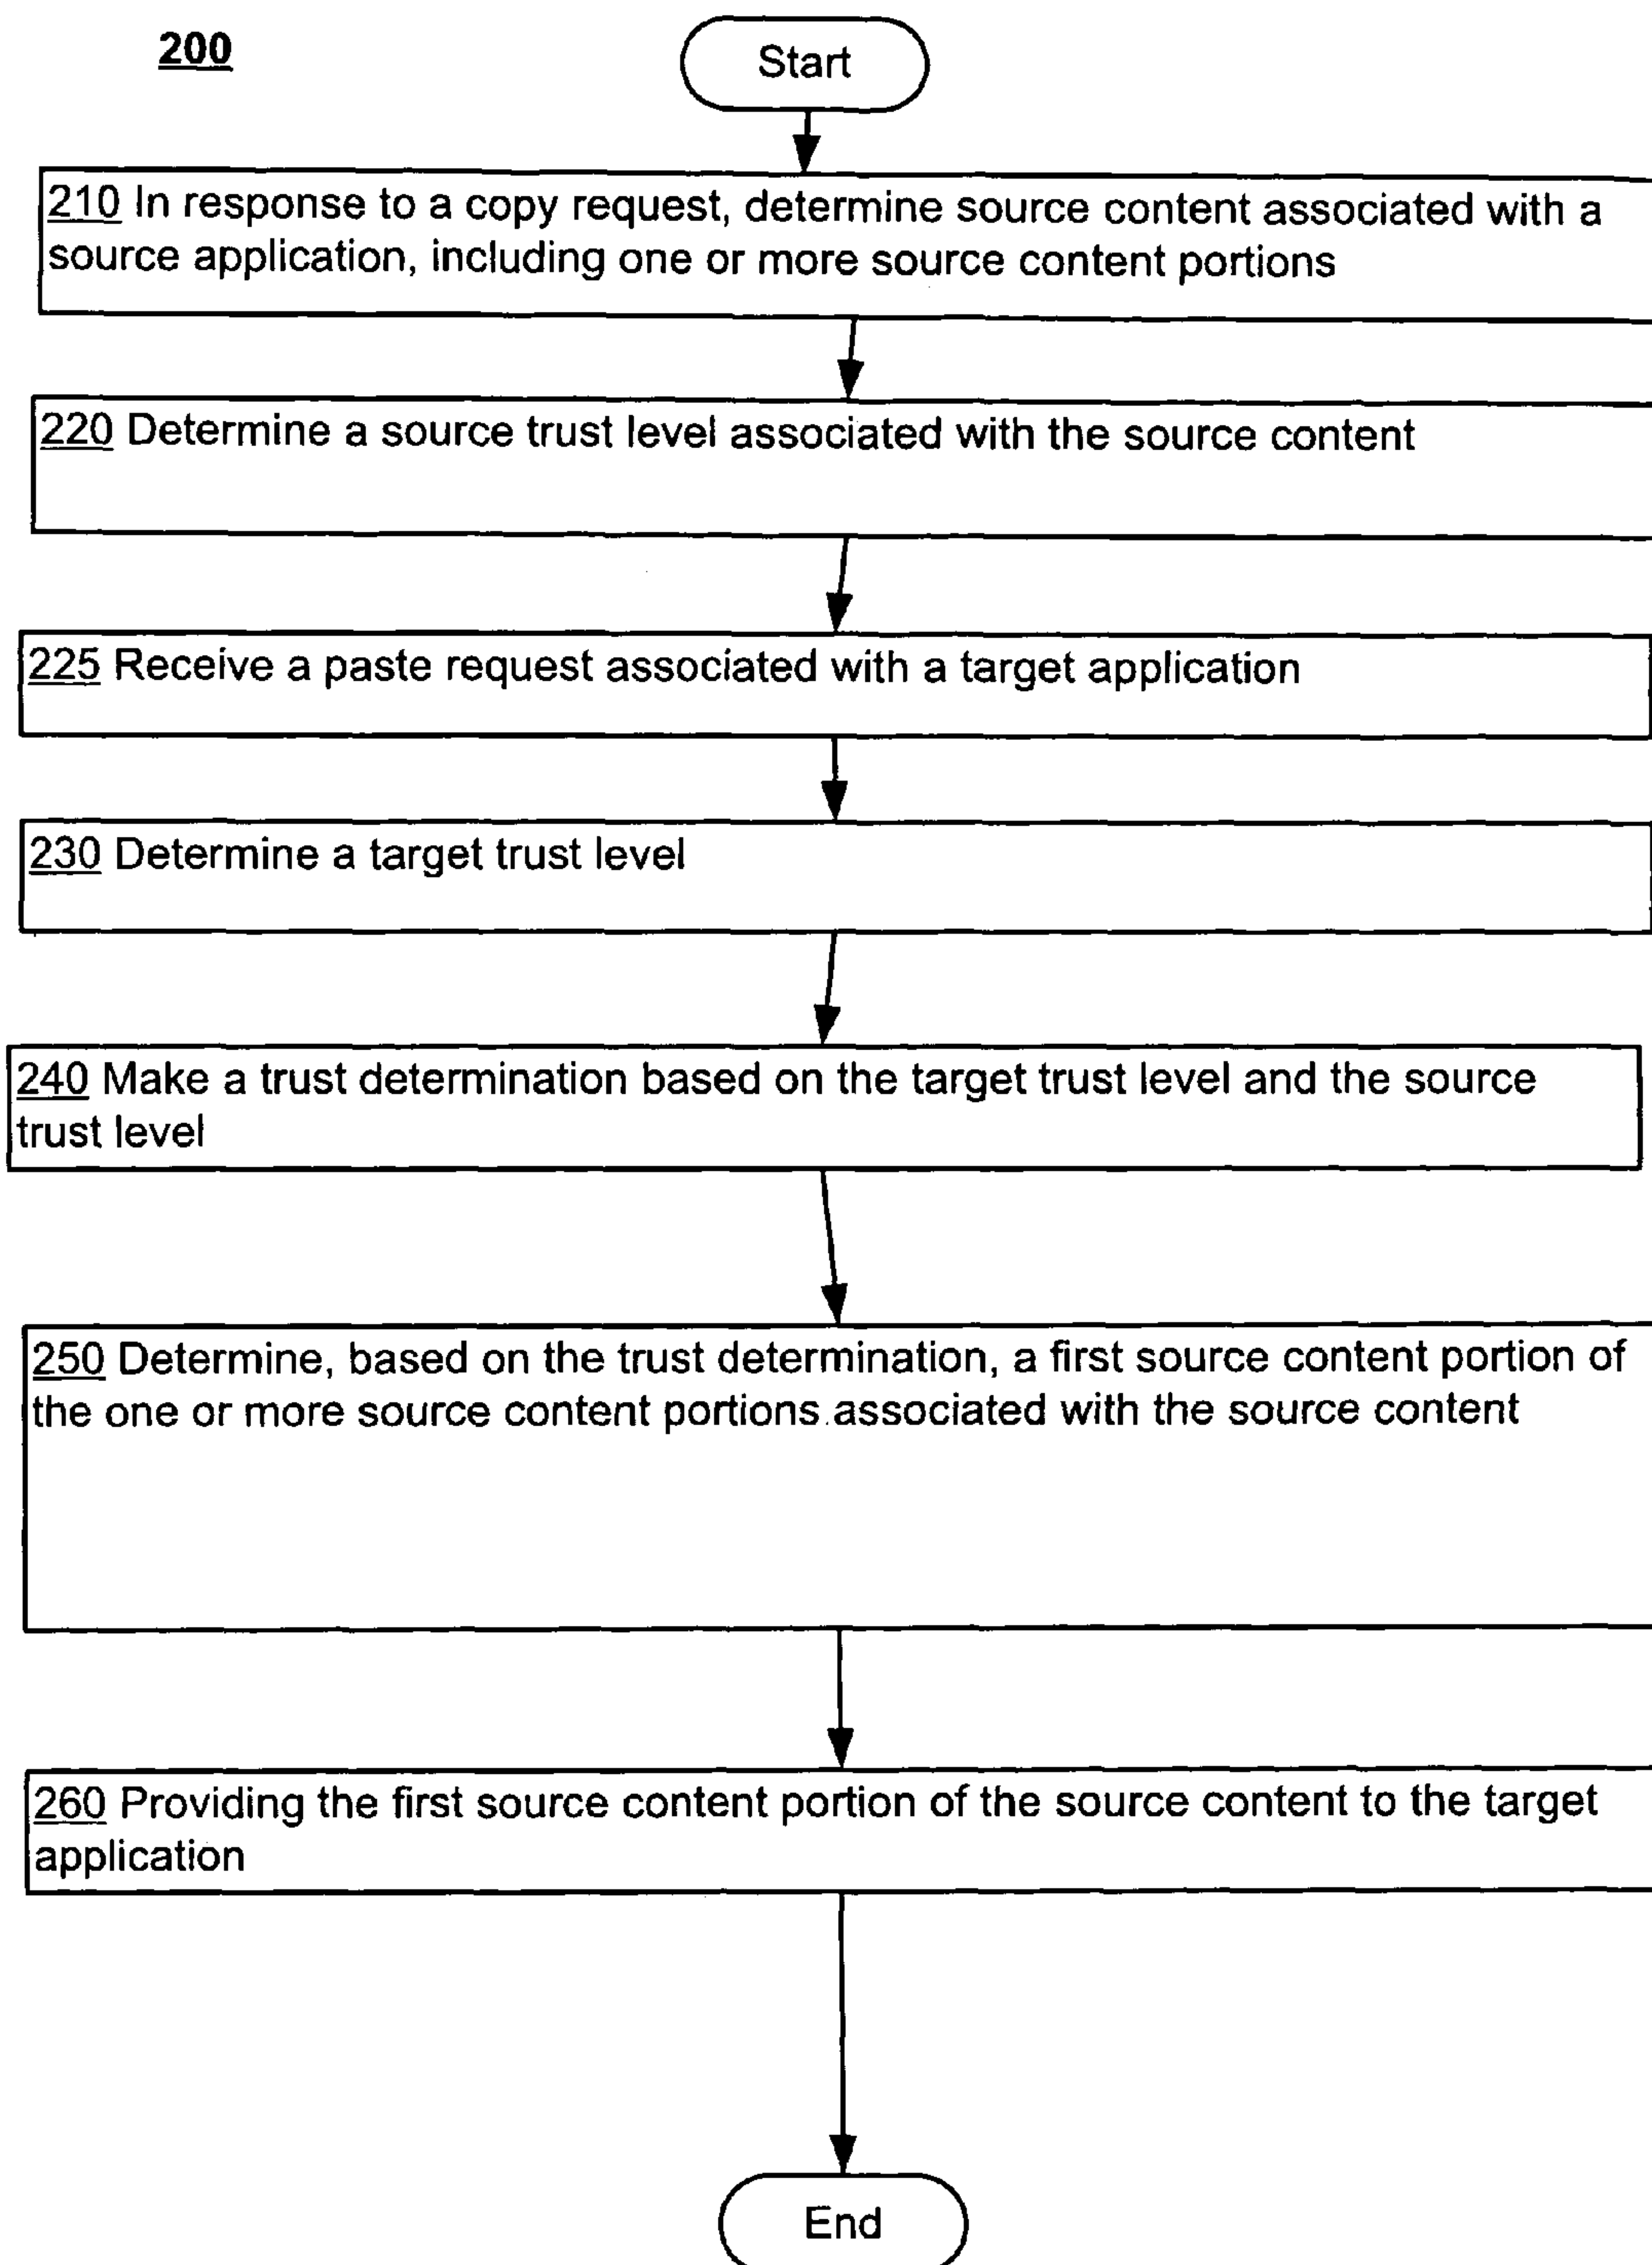 200
Start
210 In response to a copy request, determine source content associated with a
source application, including one or more source content portions
220 Determine a source trust level associated with the source content
225 Receive a paste request associated with a target application
230 Determine a target trust level
240 Make a trust determination based on the target trust level and the source
trust level
250 Determine, based on the trust determination, a first source content portion of
the one or more source content portions associated with the source content
260 Providing the first source content portion of the source content to the target
application
End